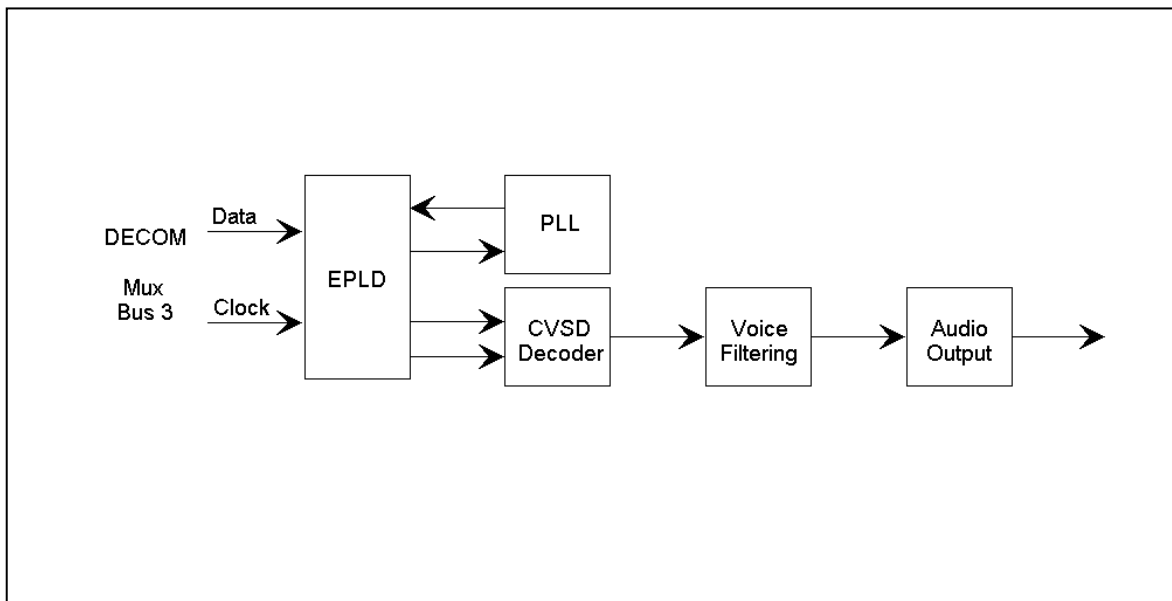 DECOM
Mux
Bus 3
Data
Clock
EPLD
PLL
CVSD
Decoder
Voice
Filtering
Audio
Output